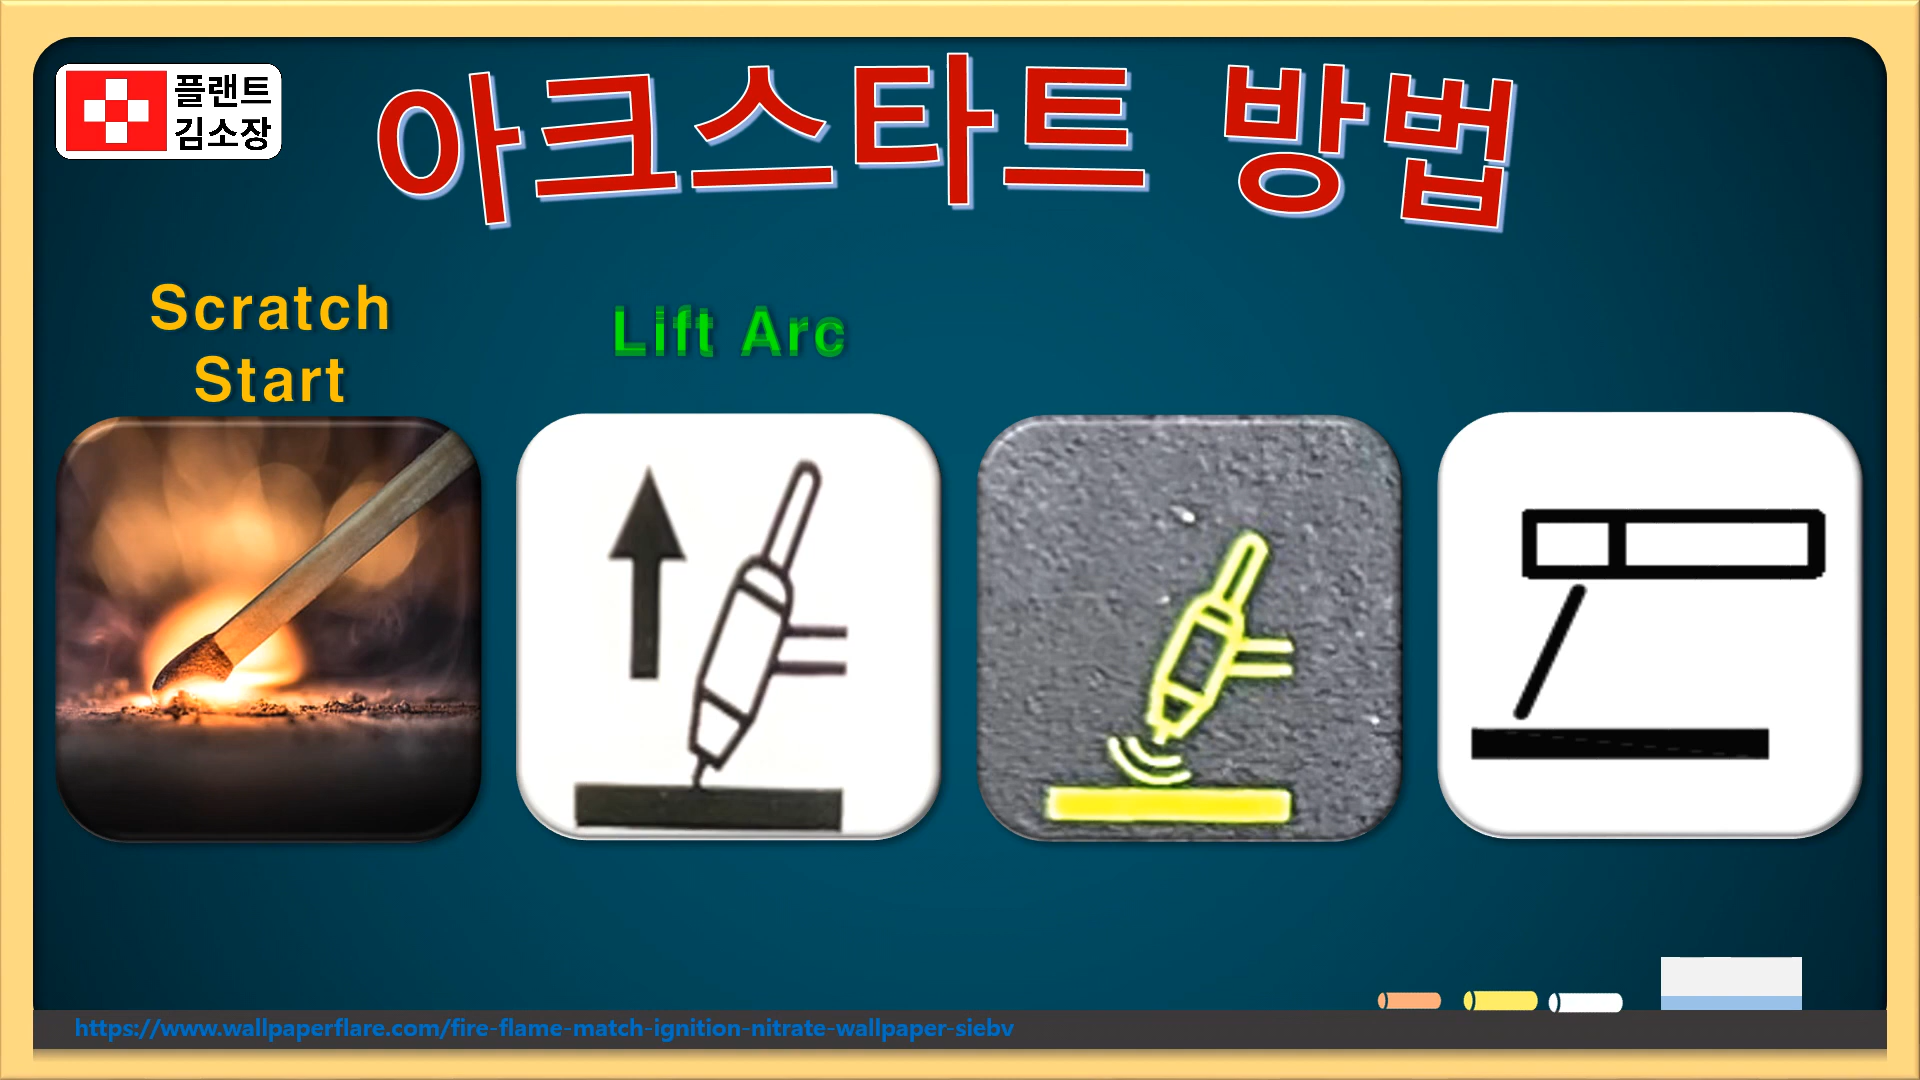 플랜트
김소장
아크스타트 방법
Scratch
Start
Lift Arc
https://www.wallpaperflare.com/fire-flame-match-ignition-nitrate-wallpaper-siebv